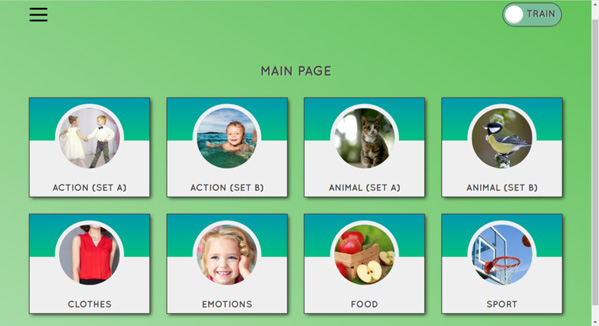 TRAIN
MAIN PAGE
ACTION (SET A)
ACTION (SET B)
ANIMAL (SET A)
ANIMAL (SET B)
CLOTHES
EMOTIONS
FOOD
SPORT